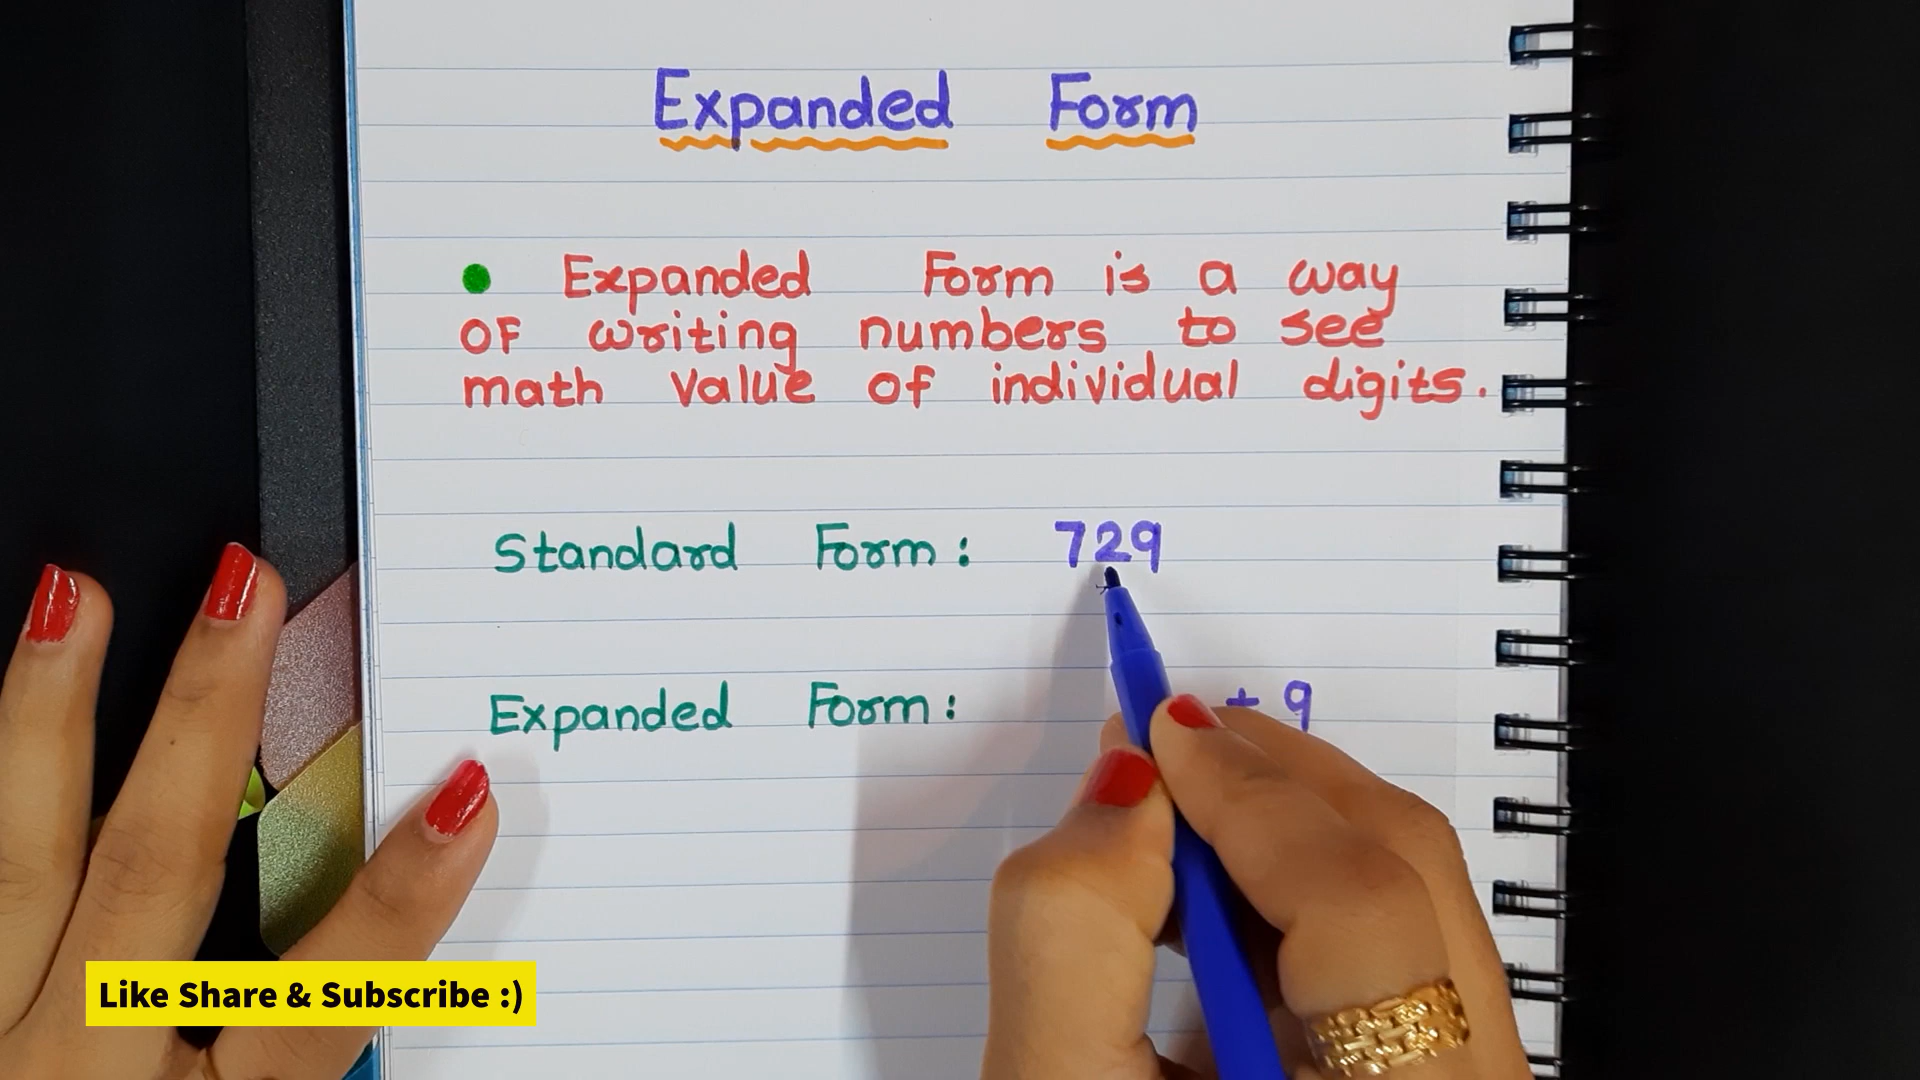 Expanded Form
Expanded Form is a way
OF writing numbers to see
math value of individual digits.
Standard Form: 729
Expanded Form: + 9
Like Share & Subscribe :)